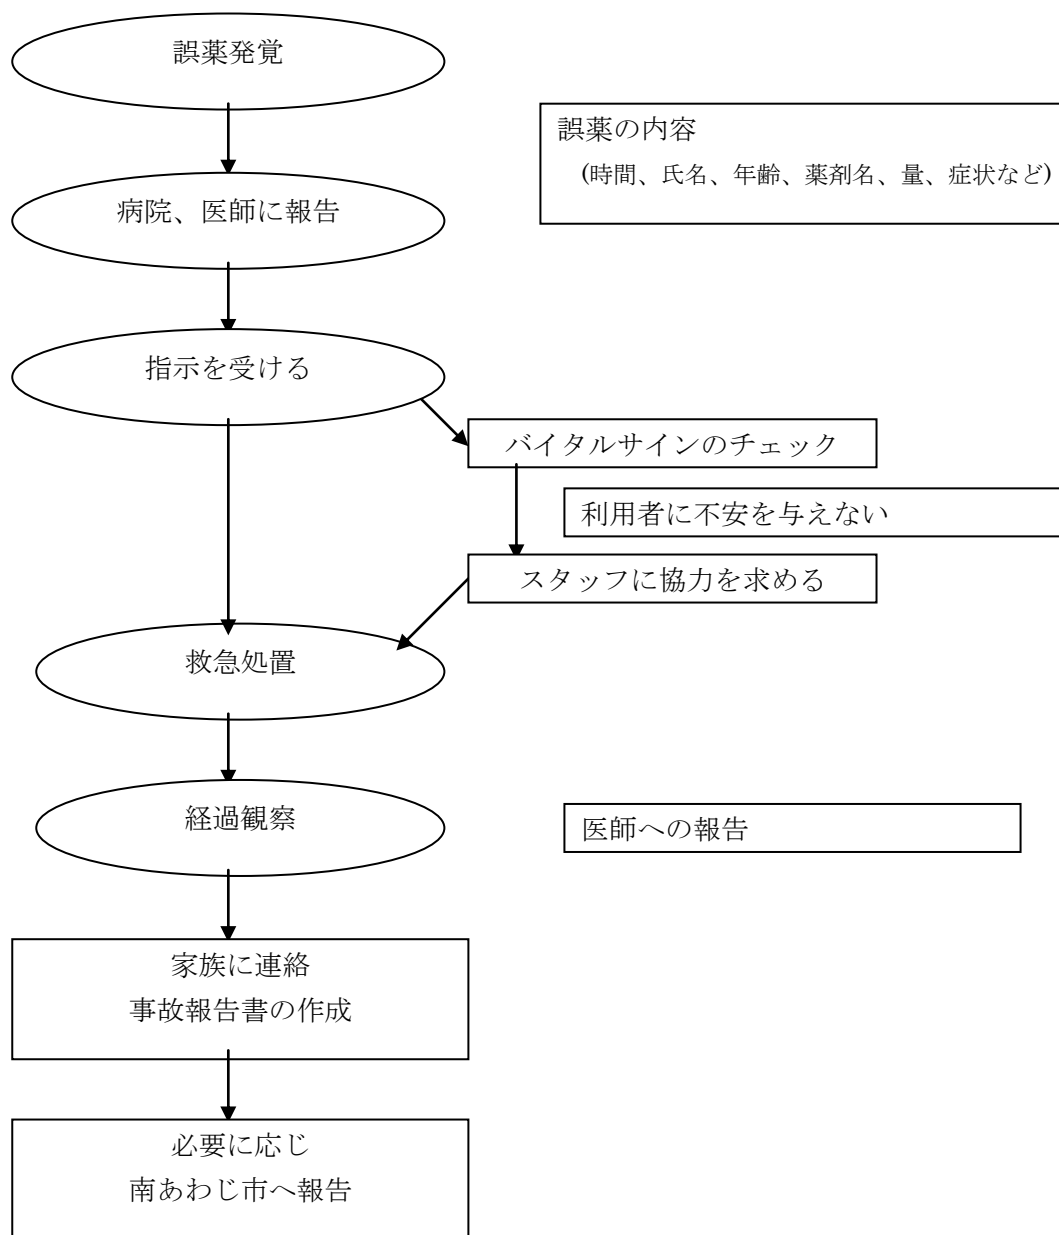 誤薬発覚
誤薬の内容
(時間、氏名、年齢、薬剤名、量、症状など)
病院、医師に報告
指示を受ける
バイタルサインのチェック
利用者に不安を与えない
スタッフに協力を求める
救急処置
経過観察
医師への報告
家族に連絡
事故報告書の作成
必要に応じ
南あわじ市へ報告